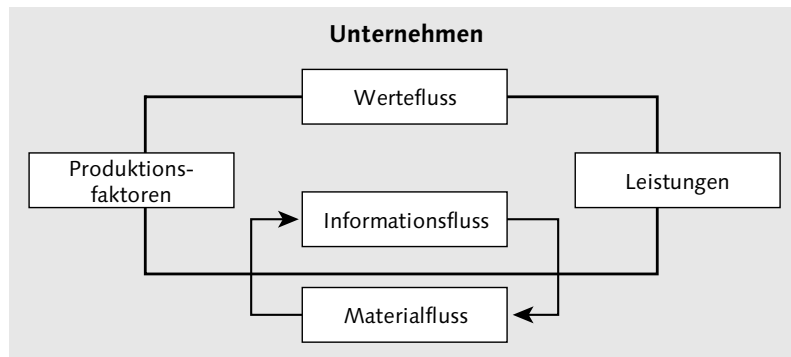 Unternehmen
Wertefluss
Produktions-
faktoren
Leistungen
Informationsfluss
Materialfluss